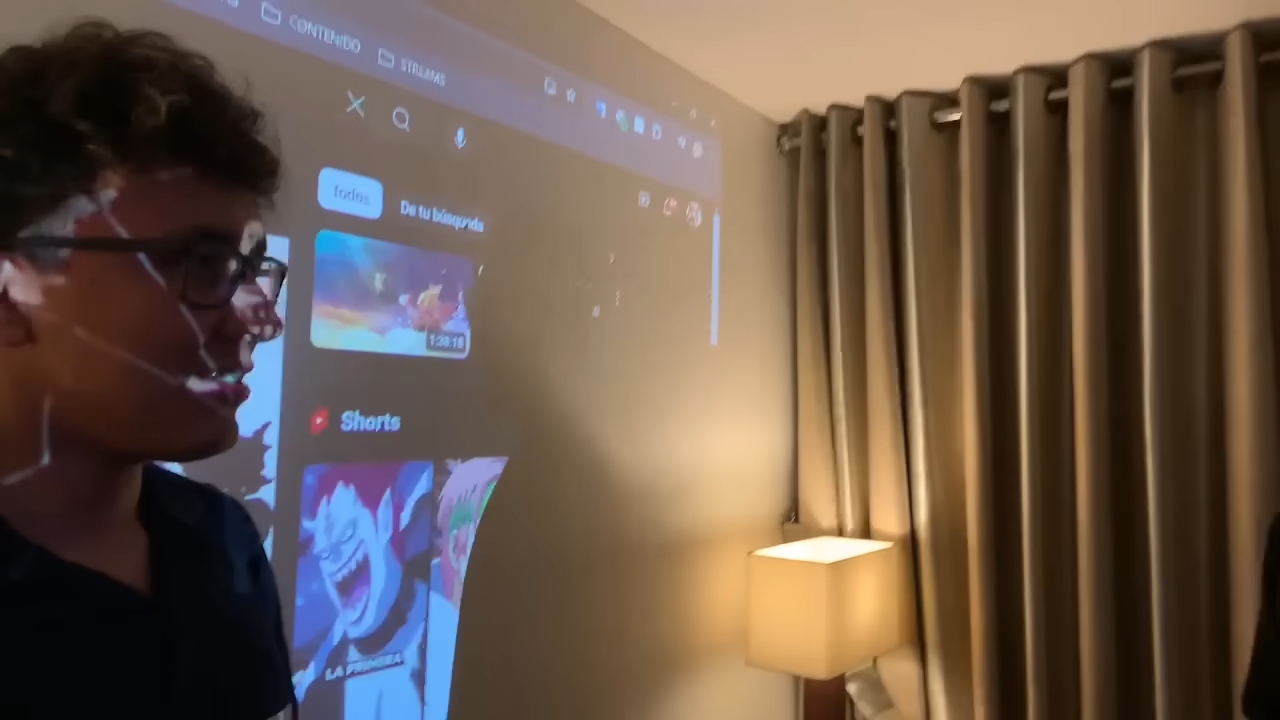 CONTENIDO
STREAMS
Todos
De tu búsqueda
1:38:18
Shorts
LA PRIMERA